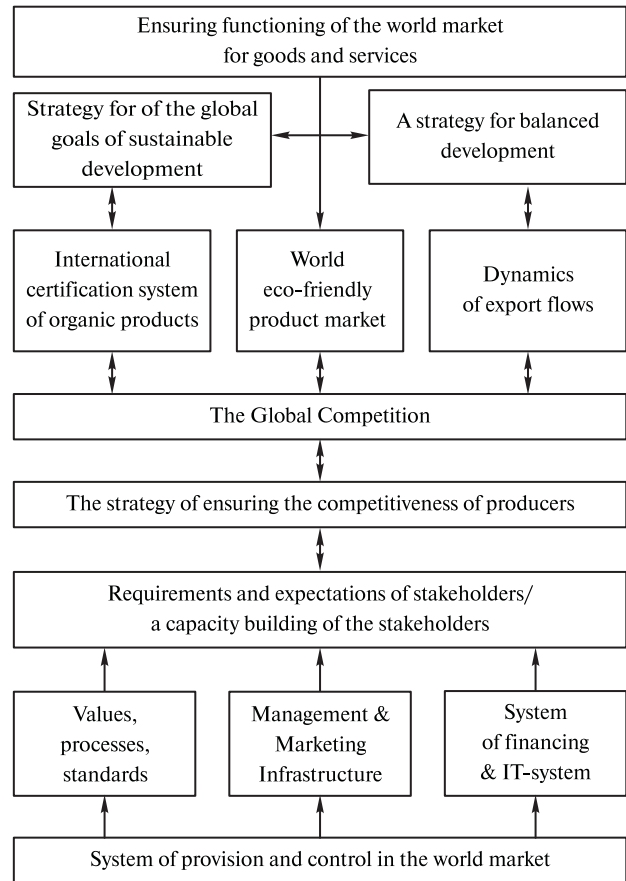 Ensuring functioning of the world market
for goods and services
Strategy for of the global
goals of sustainable
development
A strategy for balanced
development
International
certification system
of organic products
World
eco-friendly
product market
Dynamics
of export flows
The Global Competition
The strategy of ensuring the competitiveness of producers
Requirements and expectations of stakeholders/
a capacity building of the stakeholders
Values,
processes,
standards
Management &
Marketing
Infrastructure
System
of financing
& IT-system
System of provision and control in the world market